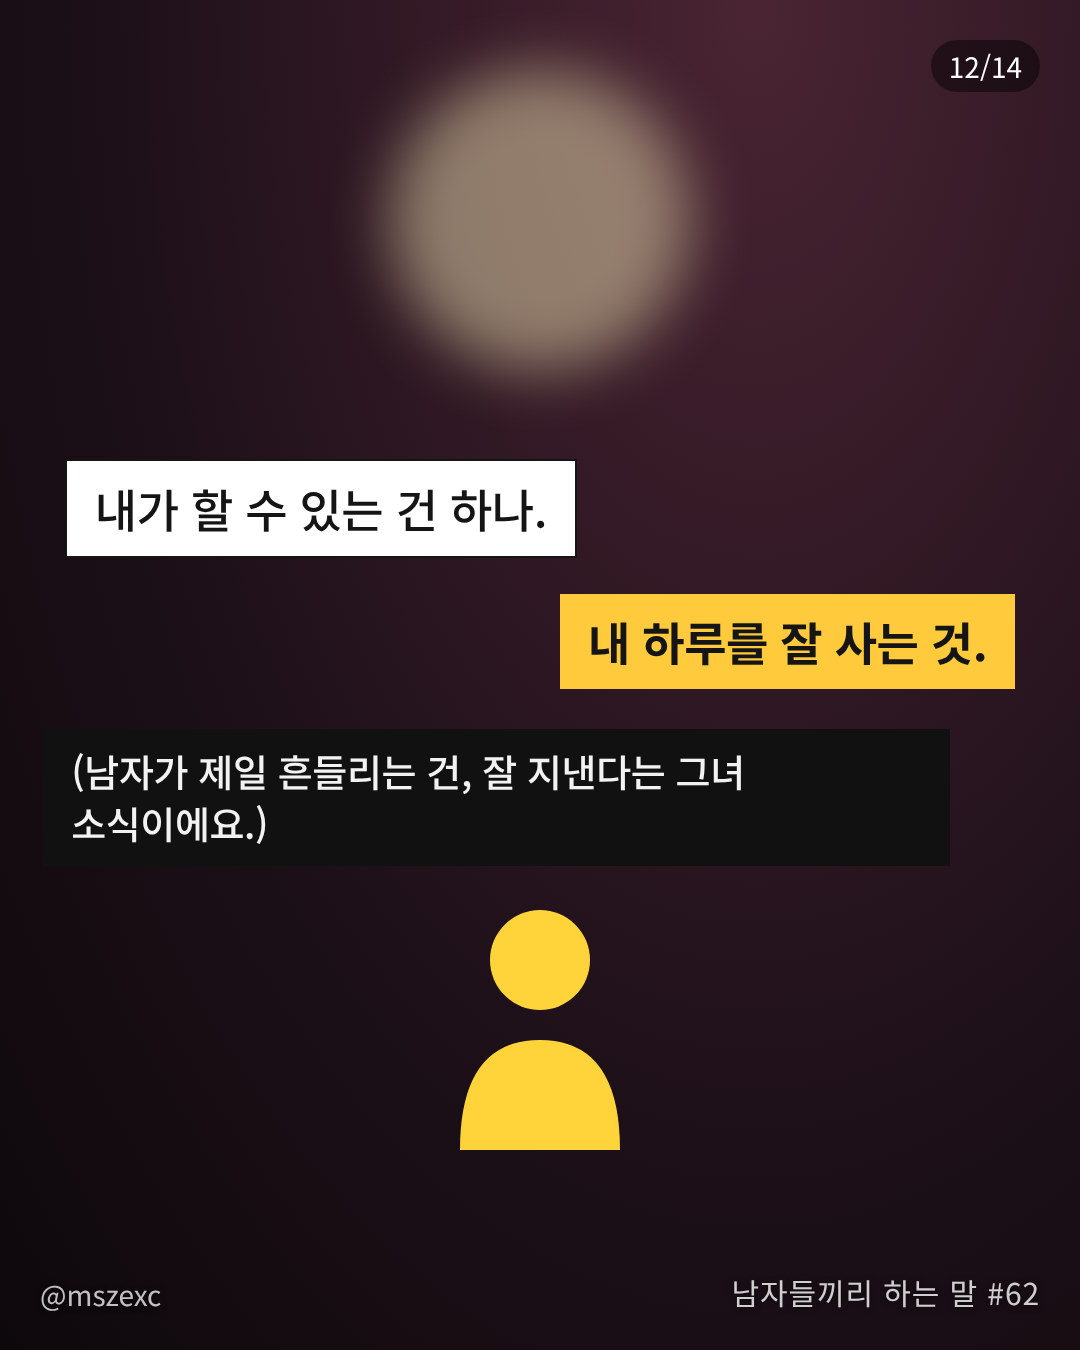 12/14
내가 할 수 있는 건 하나.
내 하루를 잘 사는 것.
(남자가 제일 흔들리는 건, 잘 지낸다는 그녀
소식이에요.)
@mszexc
남자들끼리 하는 말 #62